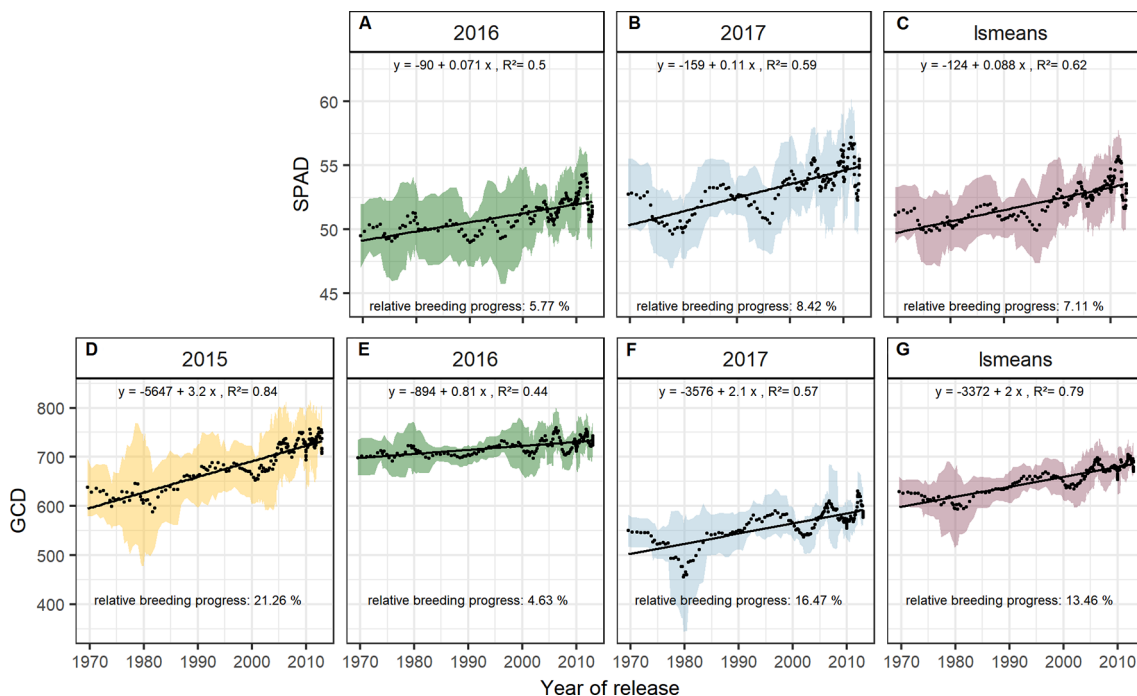 A 2016
B 2017
C lsmeans
y = -90 + 0.071 x , R²= 0.5
y = -159 + 0.11 x , R²= 0.59
y = -124 + 0.088 x , R²= 0.62
60
55
50
45
SPAD
relative breeding progress: 5.77 %
relative breeding progress: 8.42 %
relative breeding progress: 7.11 %
D 2015
E 2016
F 2017
G lsmeans
y = -5647 + 3.2 x , R²= 0.84
y = -894 + 0.81 x , R²= 0.44
y = -3576 + 2.1 x , R²= 0.57
y = -3372 + 2 x , R²= 0.79
800
700
600
500
400
GCD
relative breeding progress: 21.26 %
relative breeding progress: 4.63 %
relative breeding progress: 16.47 %
relative breeding progress: 13.46 %
1970 1980 1990 2000 2010
1970 1980 1990 2000 2010
1970 1980 1990 2000 2010
1970 1980 1990 2000 2010
Year of release